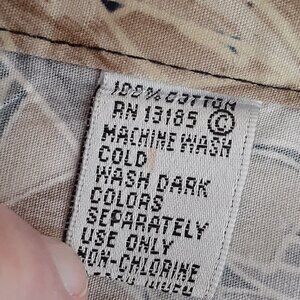 100% COTTON
RN 13185 ©
MACHINE WASH
COLD
WASH DARK
COLORS
SEPARATELY
USE ONLY
NON-CHLORINE